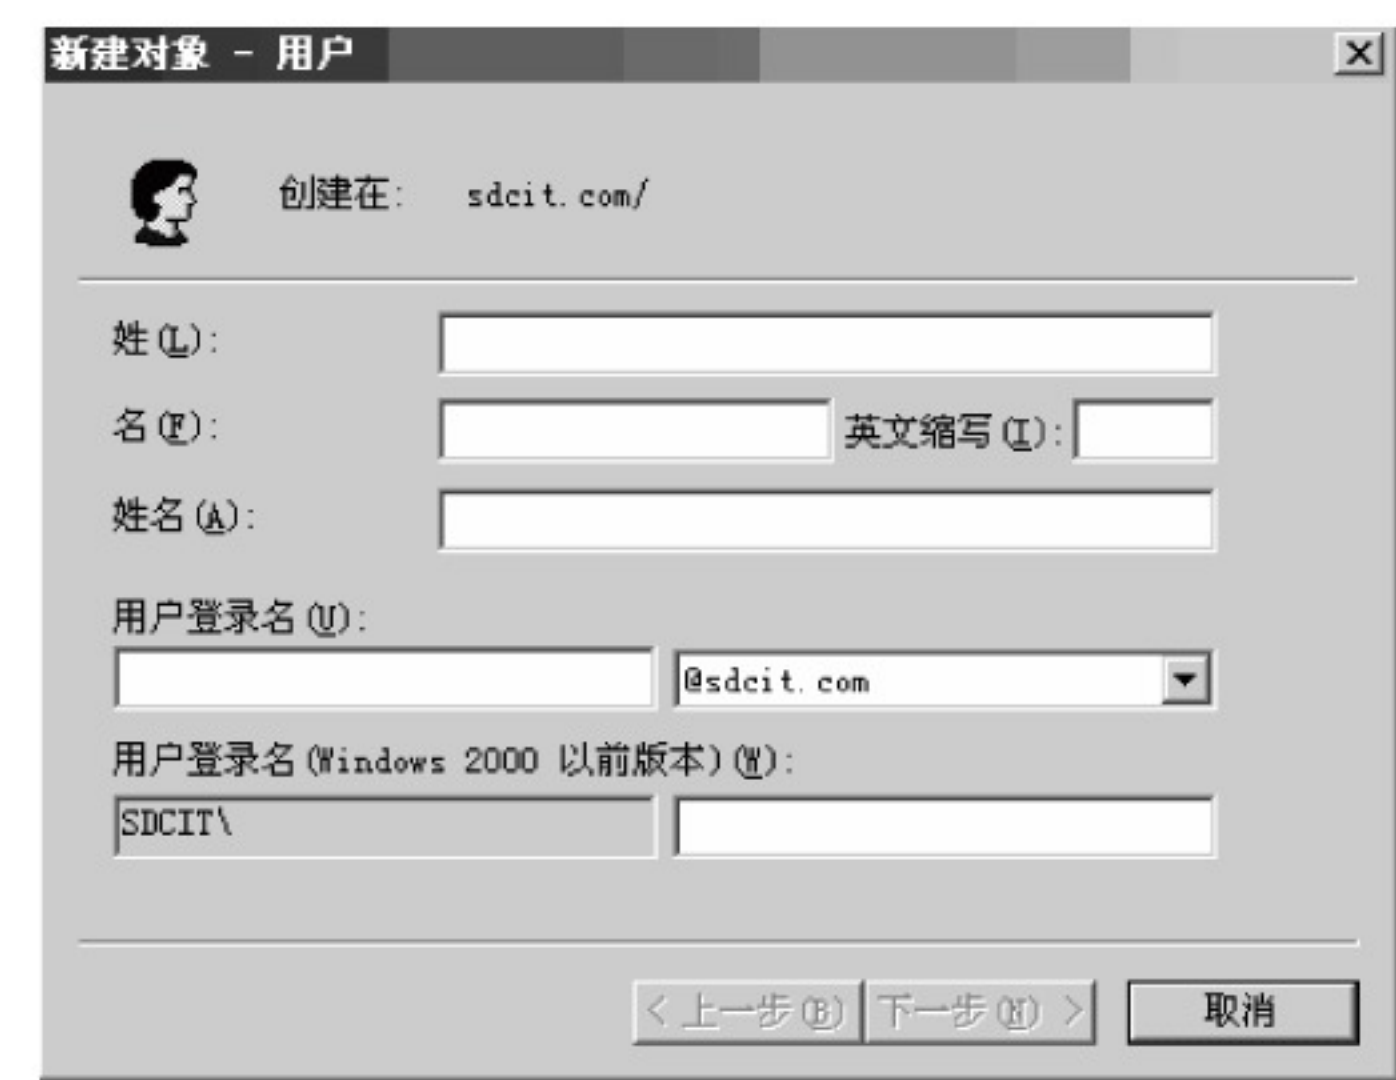 新建对象 - 用户
创建在: sdcit.com/
姓(L):
名(F): 英文缩写(I):
姓名(A):
用户登录名(U):
@sdcit.com
用户登录名(Windows 2000 以前版本)(W):
SDCIT\
< 上一步(B) 下一步(N) > 取消